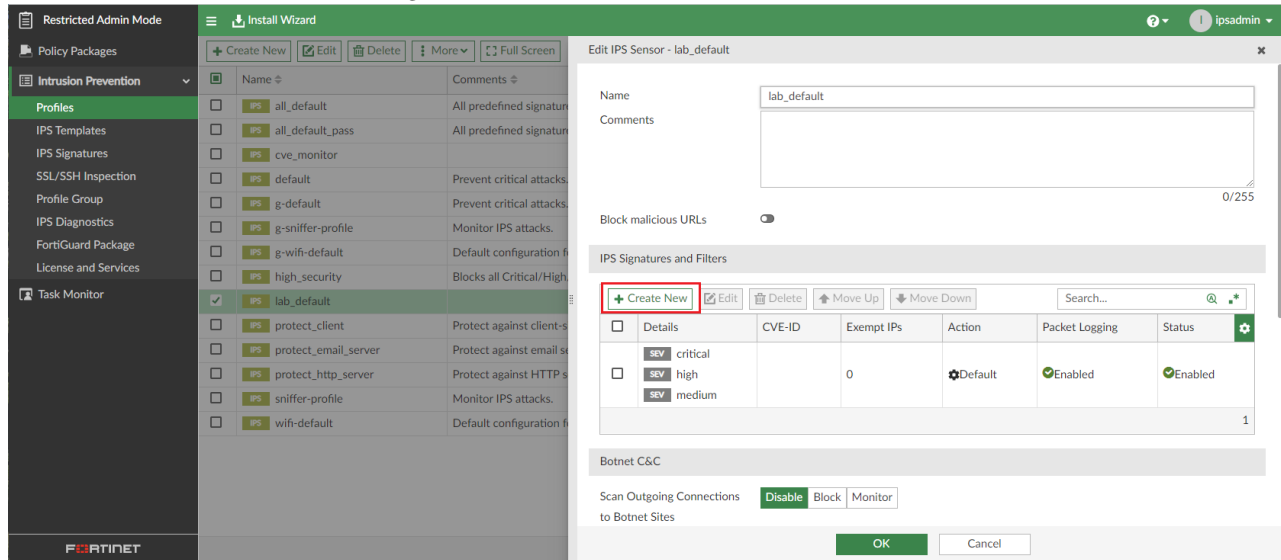 Restricted Admin Mode
Install Wizard
ipsadmin
Policy Packages
Intrusion Prevention
Profiles
IPS Templates
IPS Signatures
SSL/SSH Inspection
Profile Group
IPS Diagnostics
FortiGuard Package
License and Services
Task Monitor
FORTINET
Create New Edit Delete More Full Screen
Name Comments
IPS all_default All predefined signature
IPS all_default_pass All predefined signature
IPS cve_monitor
IPS default Prevent critical attacks.
IPS g-default Prevent critical attacks.
IPS g-sniffer-profile Monitor IPS attacks.
IPS g-wifi-default Default configuration f
IPS high_security Blocks all Critical/High
IPS lab_default
IPS protect_client Protect against client-s
IPS protect_email_server Protect against email se
IPS protect_http_server Protect against HTTP s
IPS sniffer-profile Monitor IPS attacks.
IPS wifi-default Default configuration f
Edit IPS Sensor - lab_default
Name lab_default
Comments
0/255
Block malicious URLs
IPS Signatures and Filters
Create New Edit Delete Move Up Move Down Search...
Details CVE-ID Exempt IPs Action Packet Logging Status
SEV critical
SEV high 0 Default Enabled Enabled
SEV medium
1
Botnet C&C
Scan Outgoing Connections Disable Block Monitor
to Botnet Sites
OK Cancel